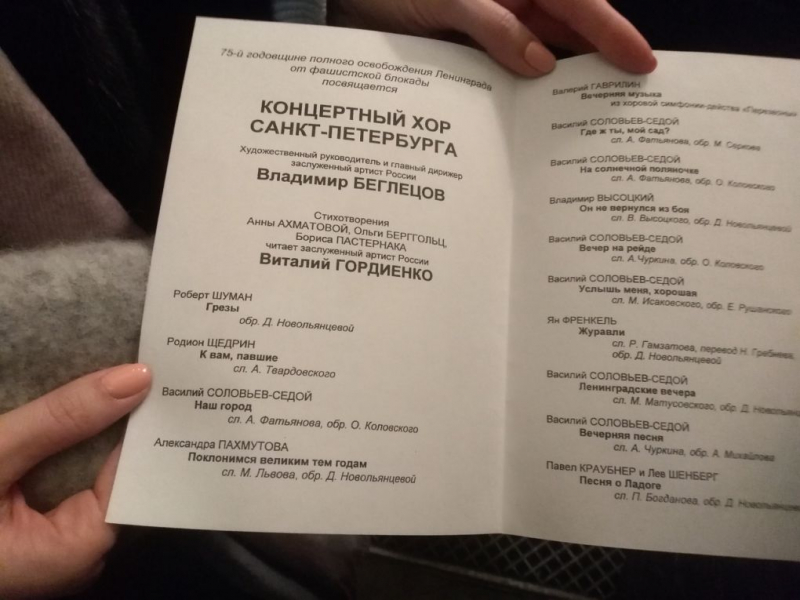 75-й годовщине полного освобождения Ленинграда
от фашистской блокады
посвящается
КОНЦЕРТНЫЙ ХОР
САНКТ-ПЕТЕРБУРГА
Художественный руководитель и главный дирижер
заслуженный артист России
Владимир БЕГЛЕЦОВ
Стихотворения
Анны АХМАТОВОЙ, Ольги БЕРГГОЛЬЦ,
Бориса ПАСТЕРНАКА
читает заслуженный артист России
Виталий ГОРДИЕНКО
Роберт ШУМАН
Грезы
обр. Д. Новольянцевой
Родион ЩЕДРИН
К вам, павшие
сл. А. Твардовского
Василий СОЛОВЬЕВ-СЕДОЙ
Наш город
сл. А. Фатьянова, обр. О. Коловского
Александра ПАХМУТОВА
Поклонимся великим тем годам
сл. М. Львова, обр. Д. Новольянцевой
Валерий ГАВРИЛИН
Вечерняя музыка
из хоровой симфонии-действа «Перезвоны»
Василий СОЛОВЬЕВ-СЕДОЙ
Где ж ты, мой сад?
сл. А. Фатьянова, обр. М. Серкова
Василий СОЛОВЬЕВ-СЕДОЙ
На солнечной поляночке
сл. А. Фатьянова, обр. О. Коловского
Владимир ВЫСОЦКИЙ
Он не вернулся из боя
сл. В. Высоцкого, обр. Д. Новольянцевой
Василий СОЛОВЬЕВ-СЕДОЙ
Вечер на рейде
сл. А.Чуркина, обр. О. Коловского
Василий СОЛОВЬЕВ-СЕДОЙ
Услышь меня, хорошая
сл. М. Исаковского, обр. Е. Рушанского
Ян ФРЕНКЕЛЬ
Журавли
сл. Р. Гамзатова, перевод Н. Гребнева,
обр. Д. Новольянцевой
Василий СОЛОВЬЕВ-СЕДОЙ
Ленинградские вечера
сл. М. Матусовского, обр. Д. Новольянц
Василий СОЛОВЬЕВ-СЕДОЙ
Вечерняя песня
сл. А. Чуркина, обр. А. Михайлова
Павел КРАУБНЕР и Лев ШЕНБЕРГ
Песня о Ладоге
сл. П. Богданова, обр. Д. Новольянц